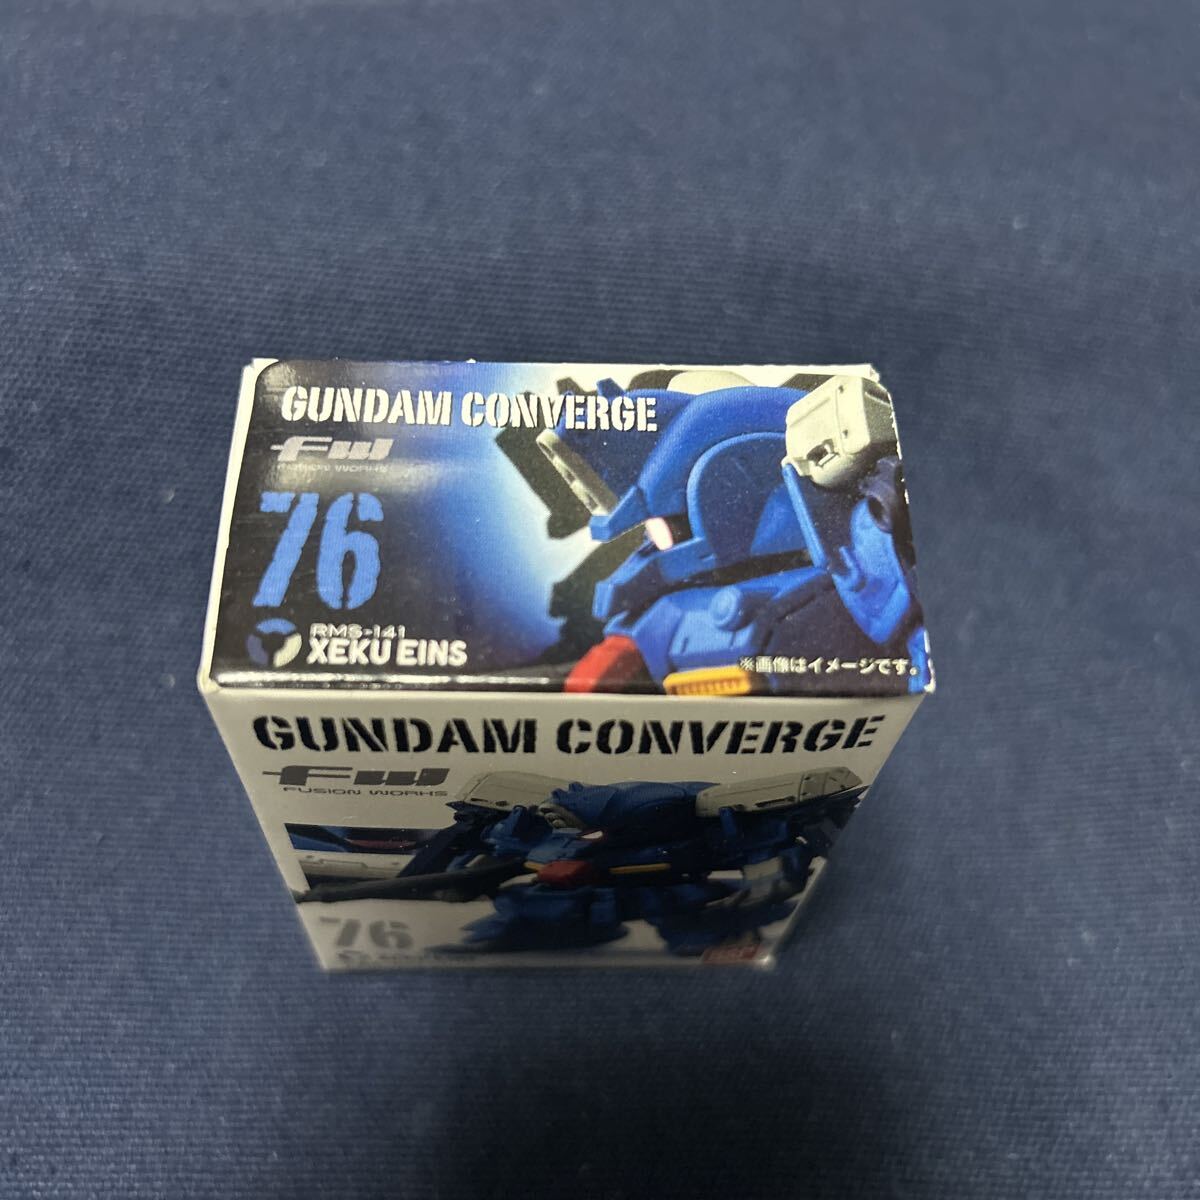 GUNDAM CONVERGE
FW
FUSION WORKS
76
RMS-141
XEKU EINS
※画像はイメージです。
GUNDAM CONVERGE
FW
FUSION WORKS
76